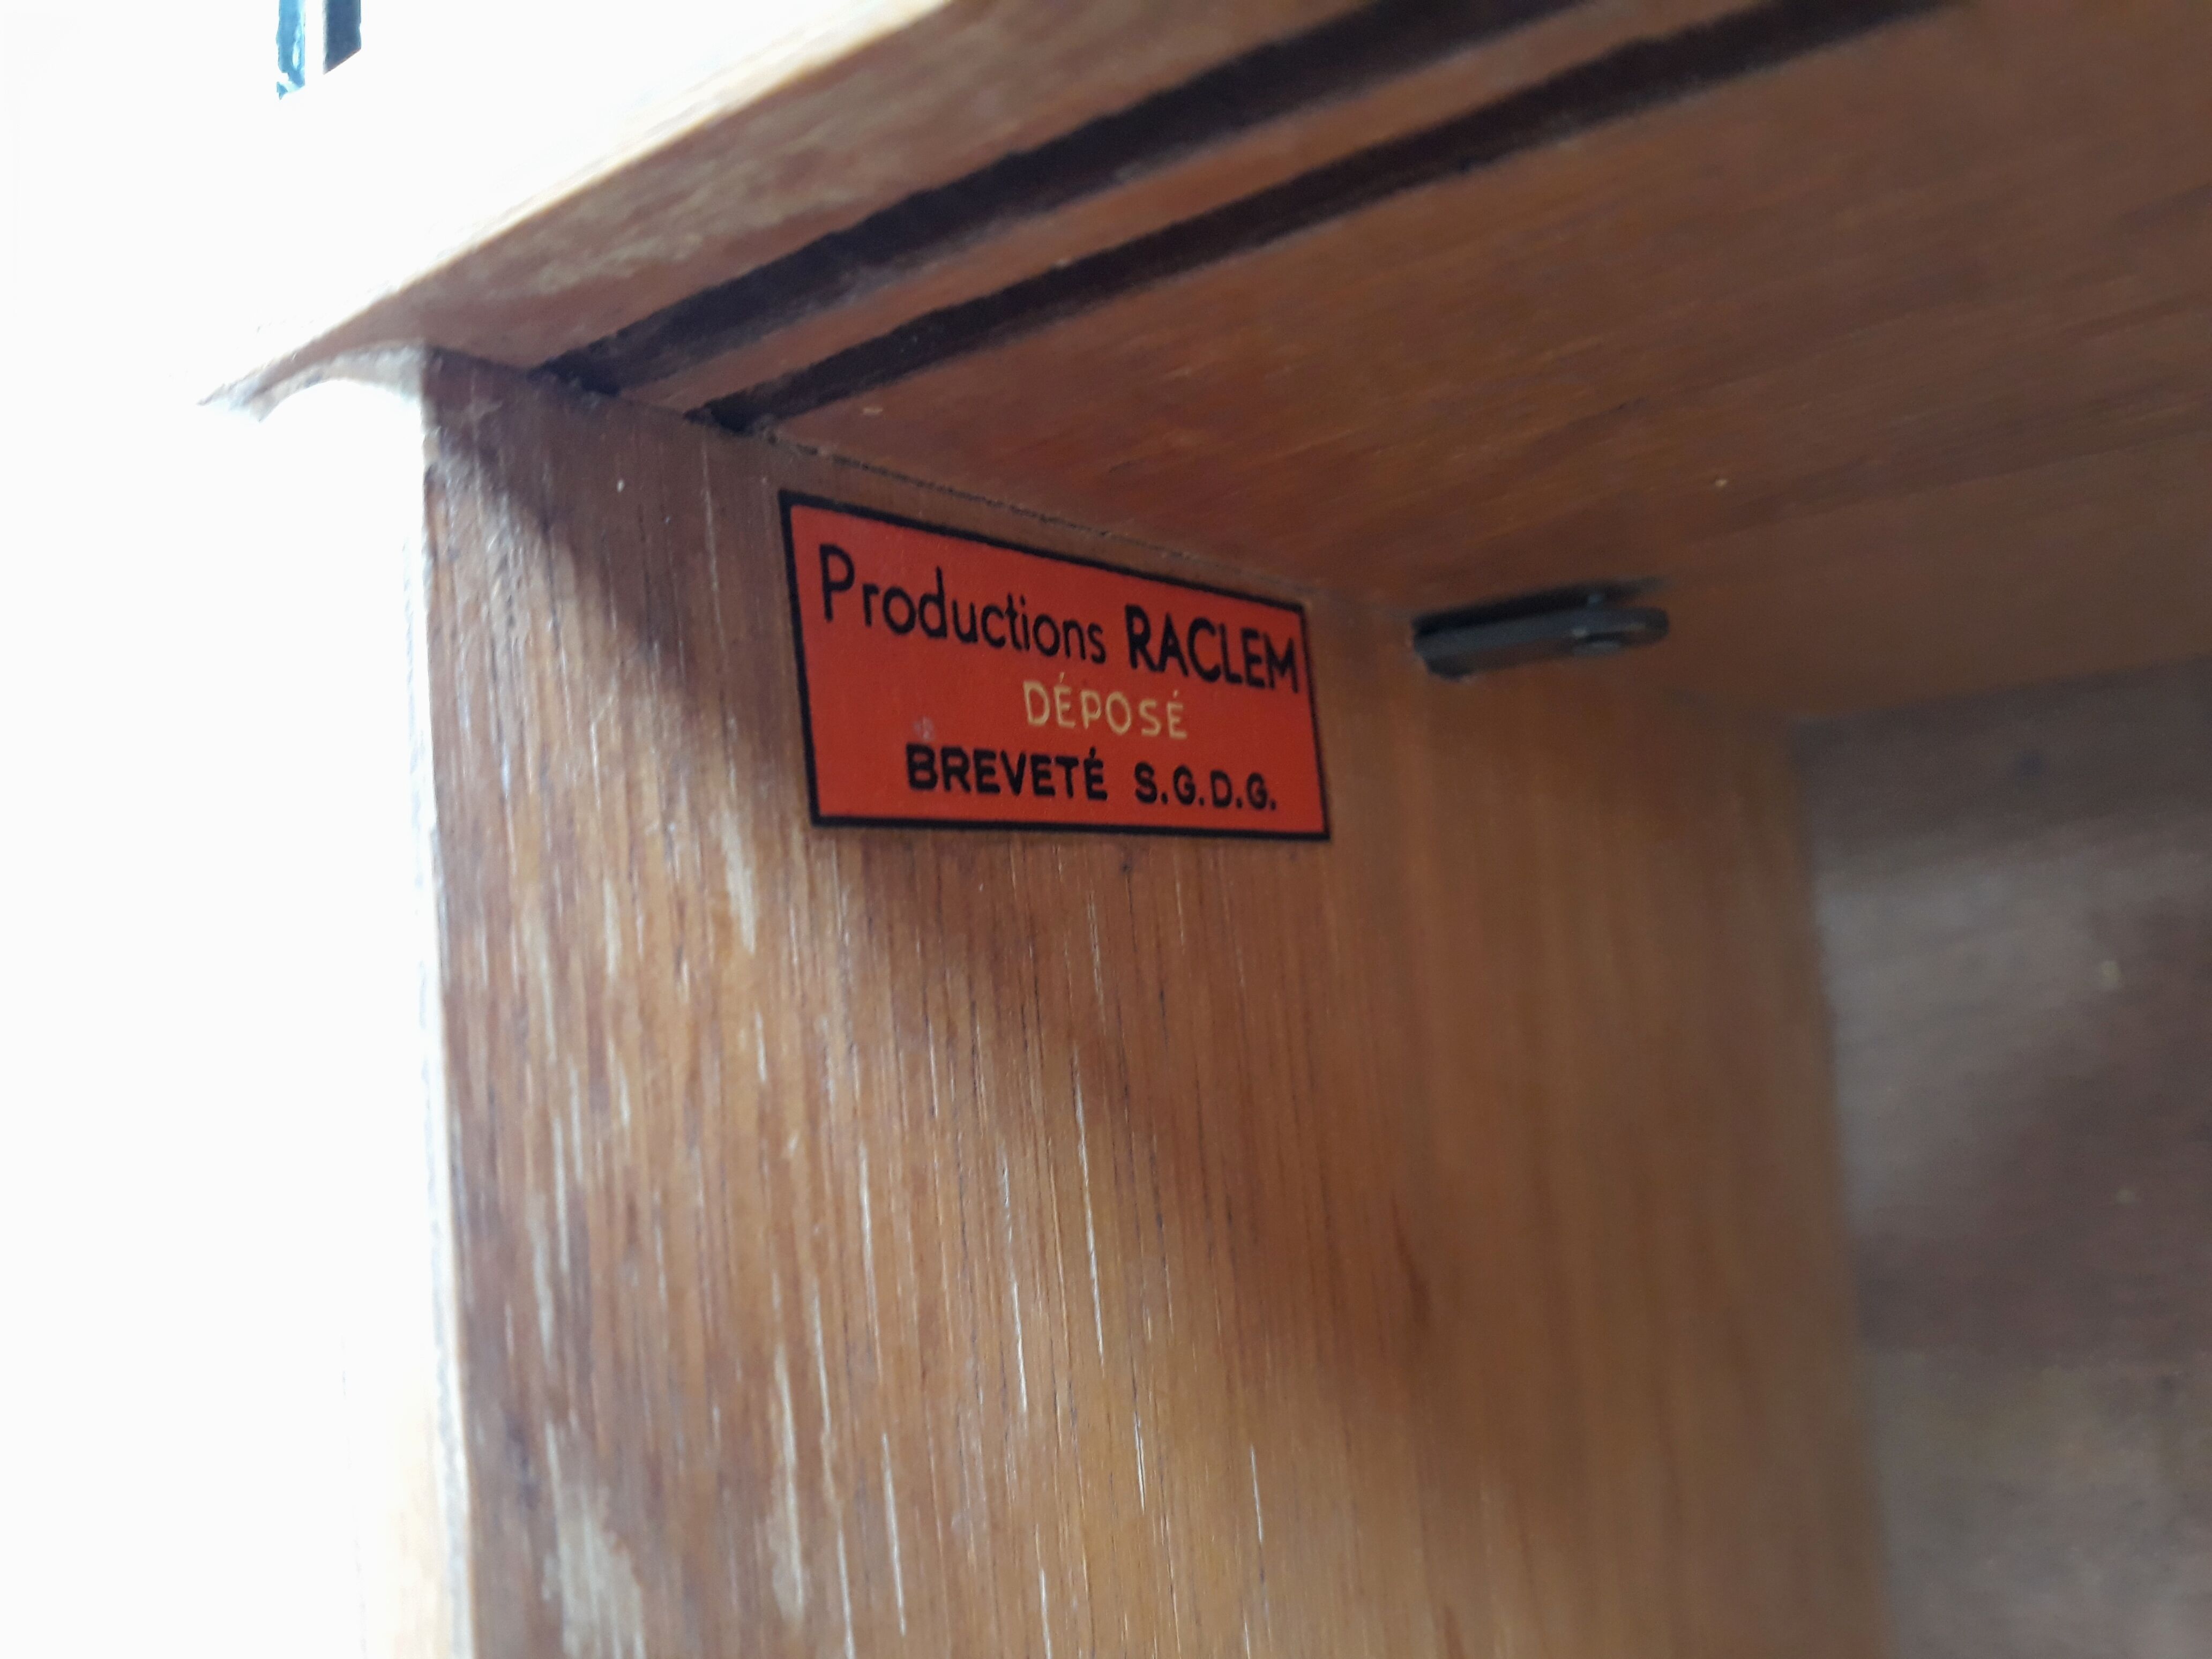 Productions RACLEM
DÉPOSÉ
BREVETÉ S.G.D.G.